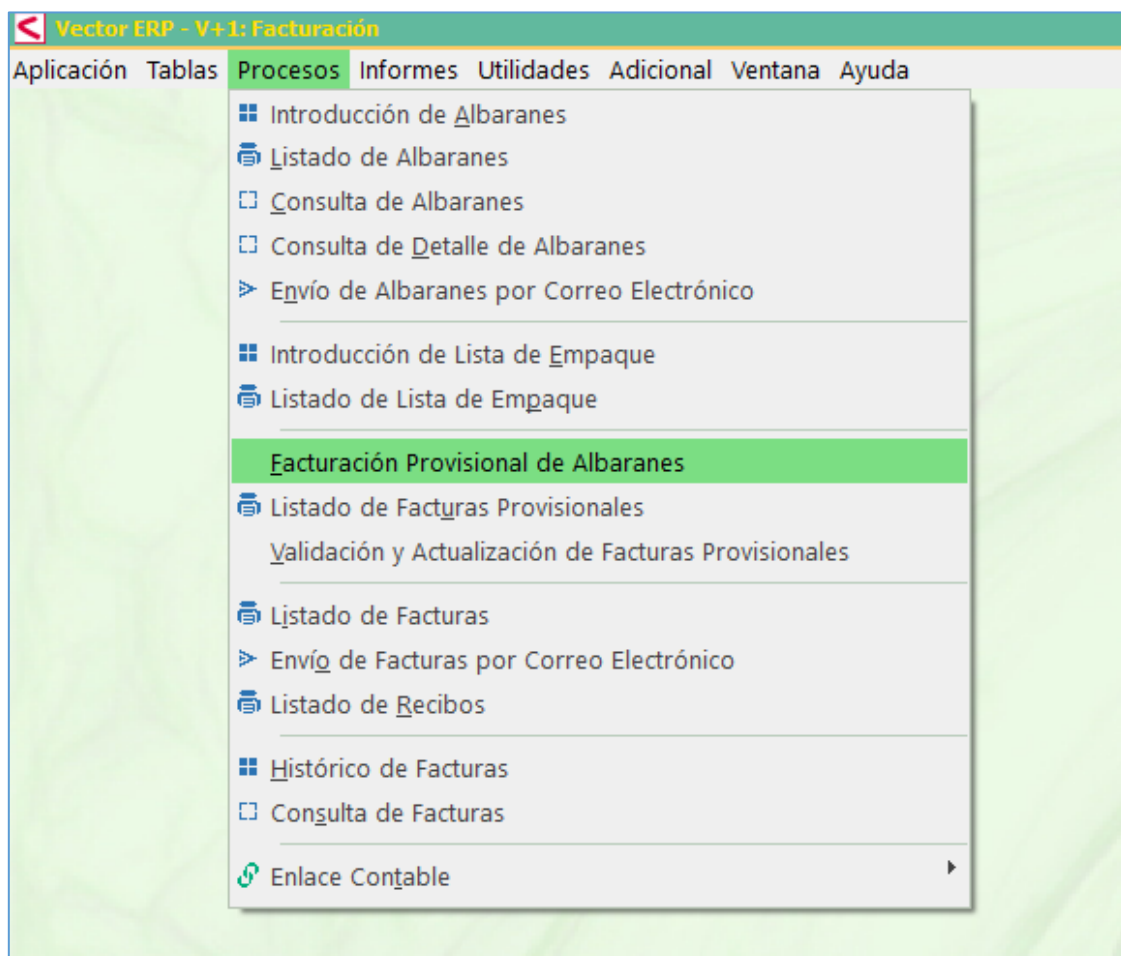 Vector ERP - V+1: Facturación
Aplicación Tablas Procesos Informes Utilidades Adicional Ventana Ayuda
Introducción de Albaranes
Listado de Albaranes
Consulta de Albaranes
Consulta de Detalle de Albaranes
Envío de Albaranes por Correo Electrónico
Introducción de Lista de Empaque
Listado de Lista de Empaque
Facturación Provisional de Albaranes
Listado de Facturas Provisionales
Validación y Actualización de Facturas Provisionales
Listado de Facturas
Envío de Facturas por Correo Electrónico
Listado de Recibos
Histórico de Facturas
Consulta de Facturas
Enlace Contable